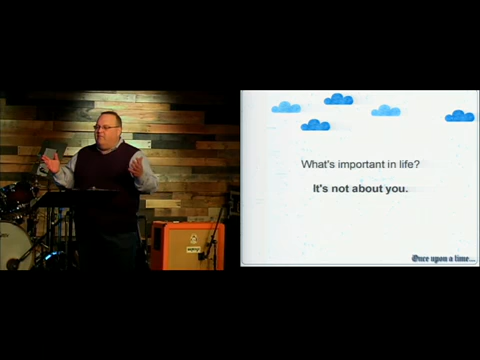 What's important in life?
It's not about you.
Once upon a time...